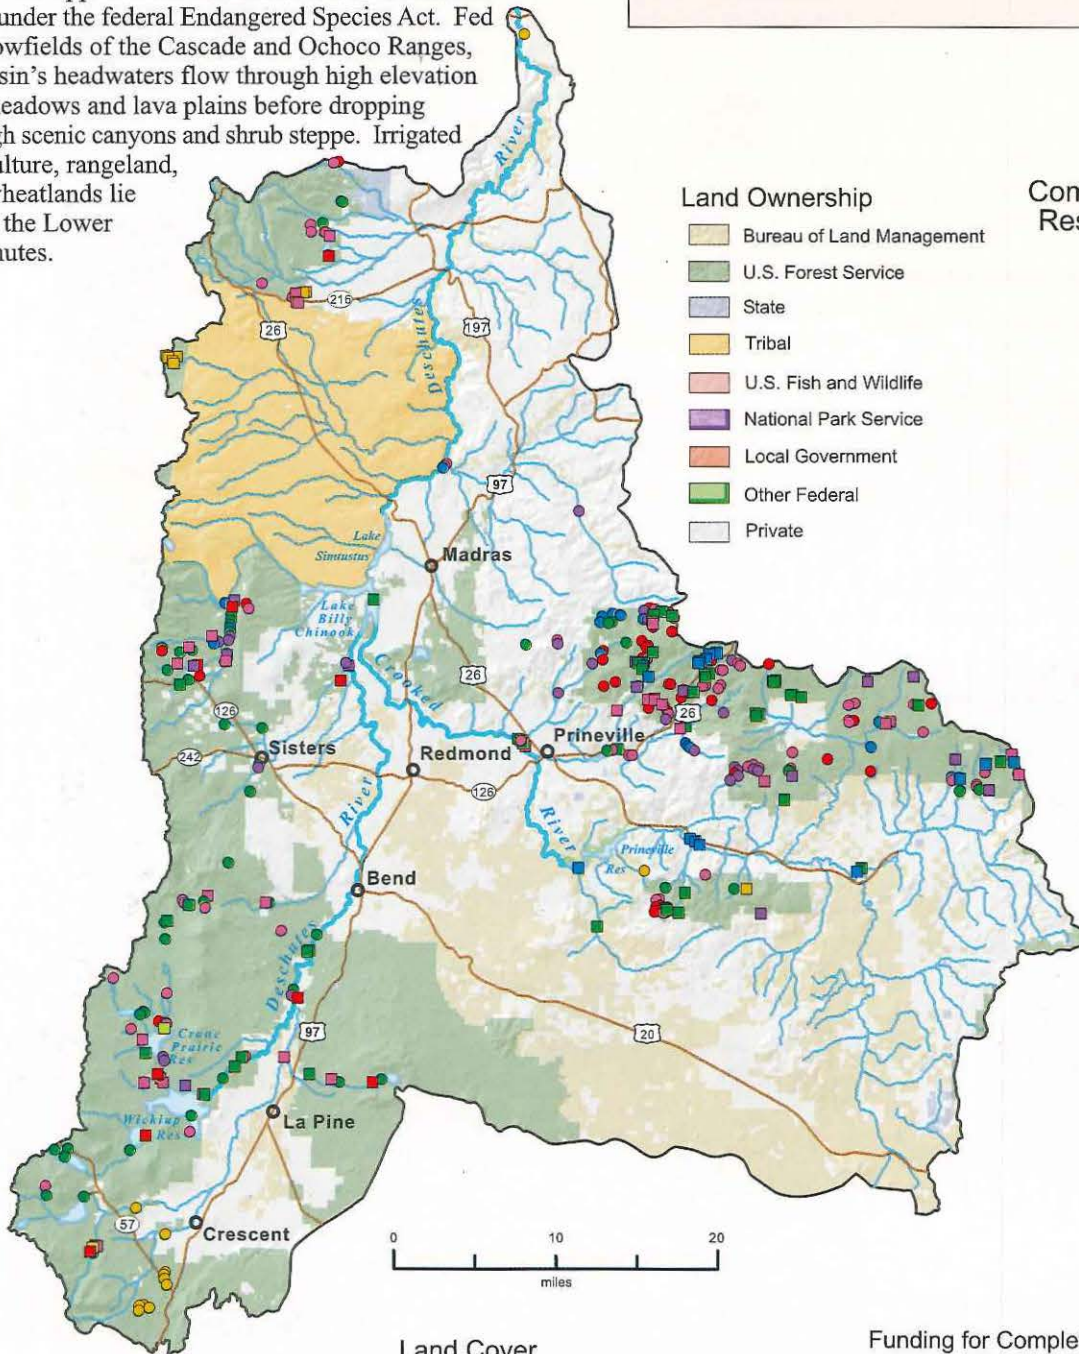 under the federal Endangered Species Act.  Fed
owfields of the Cascade and Ochoco Ranges,
sin's headwaters flow through high elevation
eadows and lava plains before dropping
gh scenic canyons and shrub steppe.  Irrigated
ulture, rangeland,
wheatlands lie
the Lower
utes.
Land Ownership
Bureau of Land Management
U.S. Forest Service
State
Tribal
U.S. Fish and Wildlife
National Park Service
Local Government
Other Federal
Private
Com
Res
River
216
26
197
Deschutes
97
Lake
Simtustus
Madras
Lake
Billy
Chinook
Crooked
26
26
126
Sisters
242
Redmond
Prineville
126
River
River
Prineville
Res
Bend
Deschutes
20
97
Crane
Prairie
Res
Wickiup
Res
La Pine
57
Crescent
0 10 20
miles
Land Cover
Funding for Comple